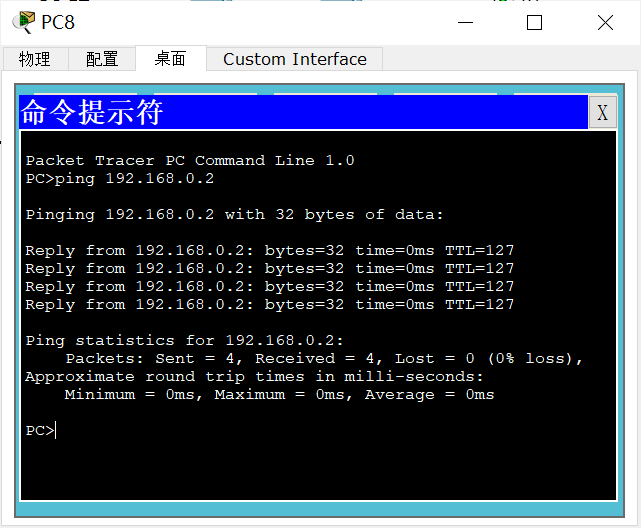 PC8
物理 配置 桌面 Custom Interface
命令提示符 X
Packet Tracer PC Command Line 1.0
PC>ping 192.168.0.2
Pinging 192.168.0.2 with 32 bytes of data:
Reply from 192.168.0.2: bytes=32 time=0ms TTL=127
Reply from 192.168.0.2: bytes=32 time=0ms TTL=127
Reply from 192.168.0.2: bytes=32 time=0ms TTL=127
Reply from 192.168.0.2: bytes=32 time=0ms TTL=127
Ping statistics for 192.168.0.2:
Packets: Sent = 4, Received = 4, Lost = 0 (0% loss),
Approximate round trip times in milli-seconds:
Minimum = 0ms, Maximum = 0ms, Average = 0ms
PC>